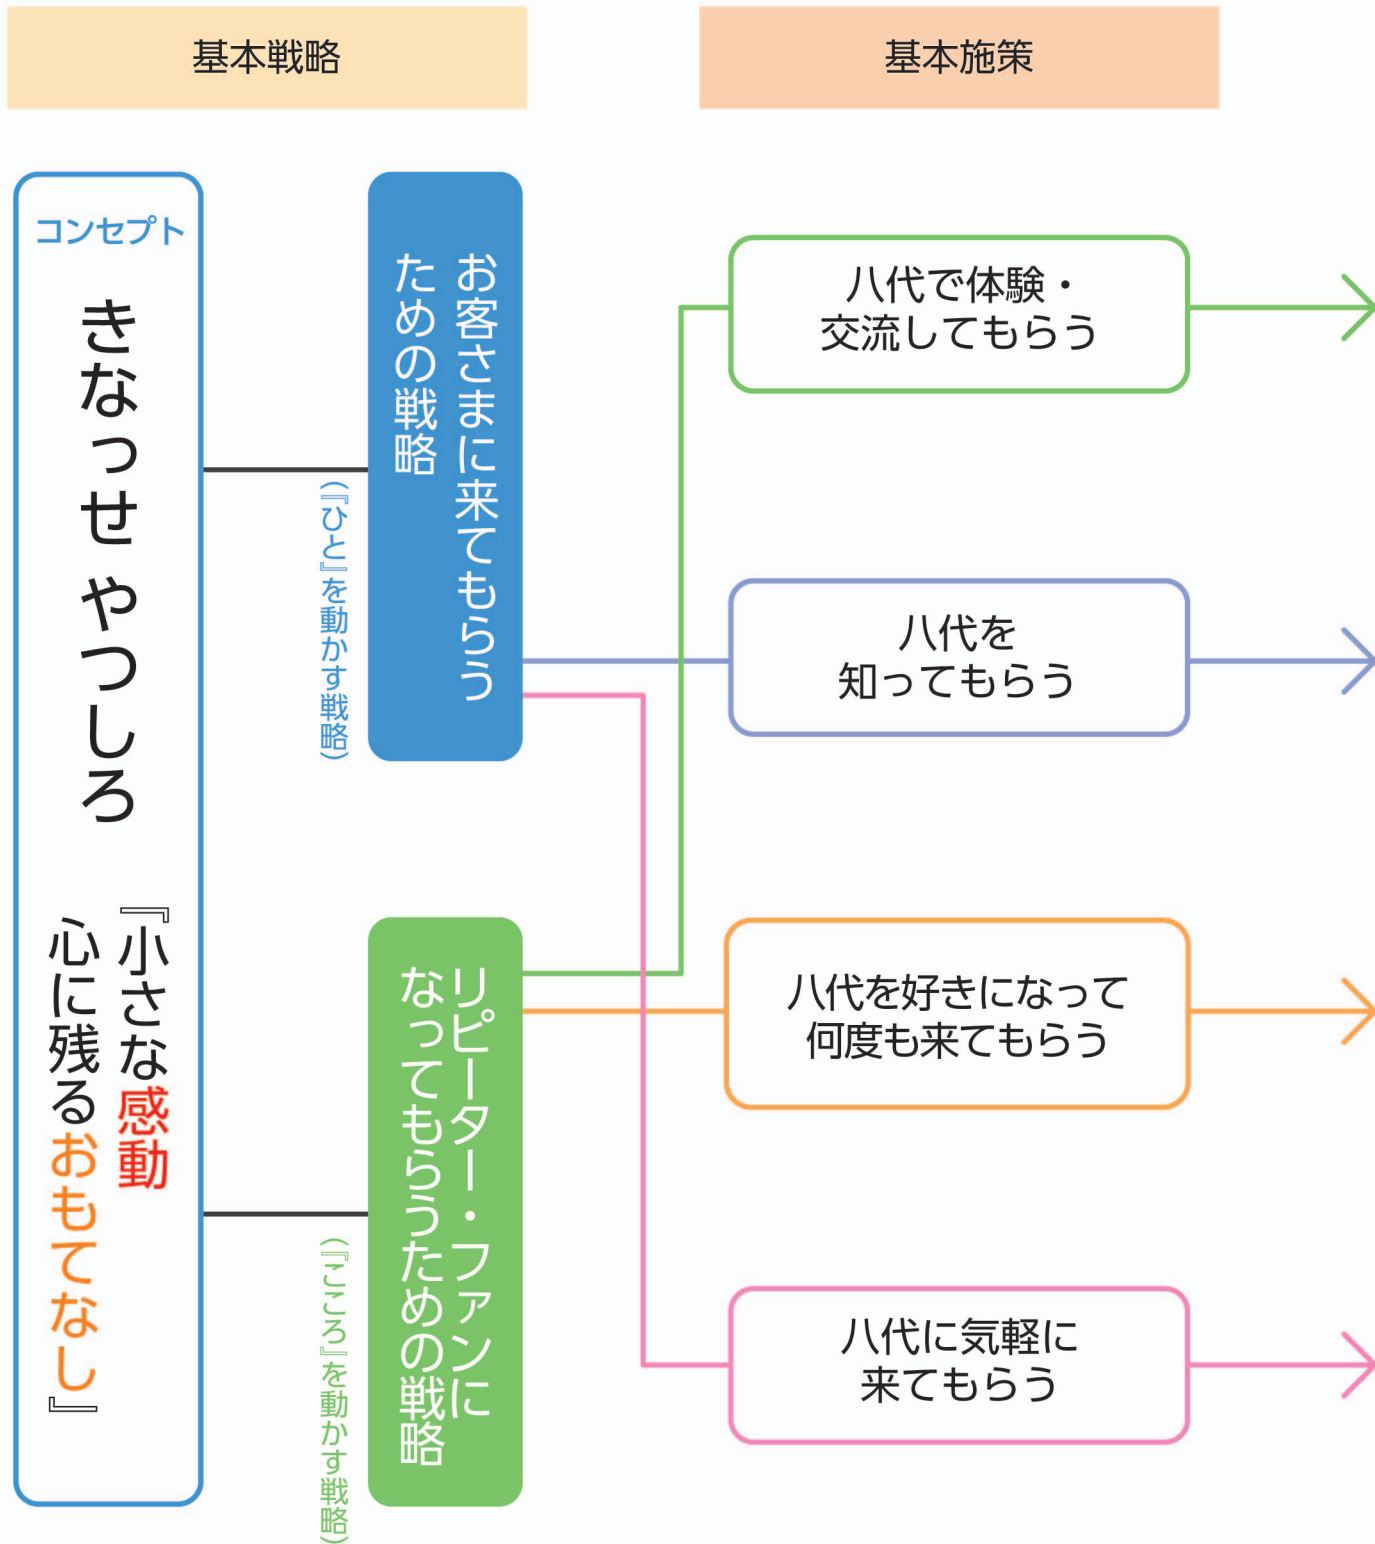 基本戦略
基本施策
コンセプト
きなっせ やつしろ
『小さな感動
心に残るおもてなし』
お客さまに来てもらう
ための戦略
(『ひと』を動かす戦略)
リピーター・ファンに
なってもらうための戦略
(『こころ』を動かす戦略)
八代で体験・
交流してもらう
八代を
知ってもらう
八代を好きになって
何度も来てもらう
八代に気軽に
来てもらう